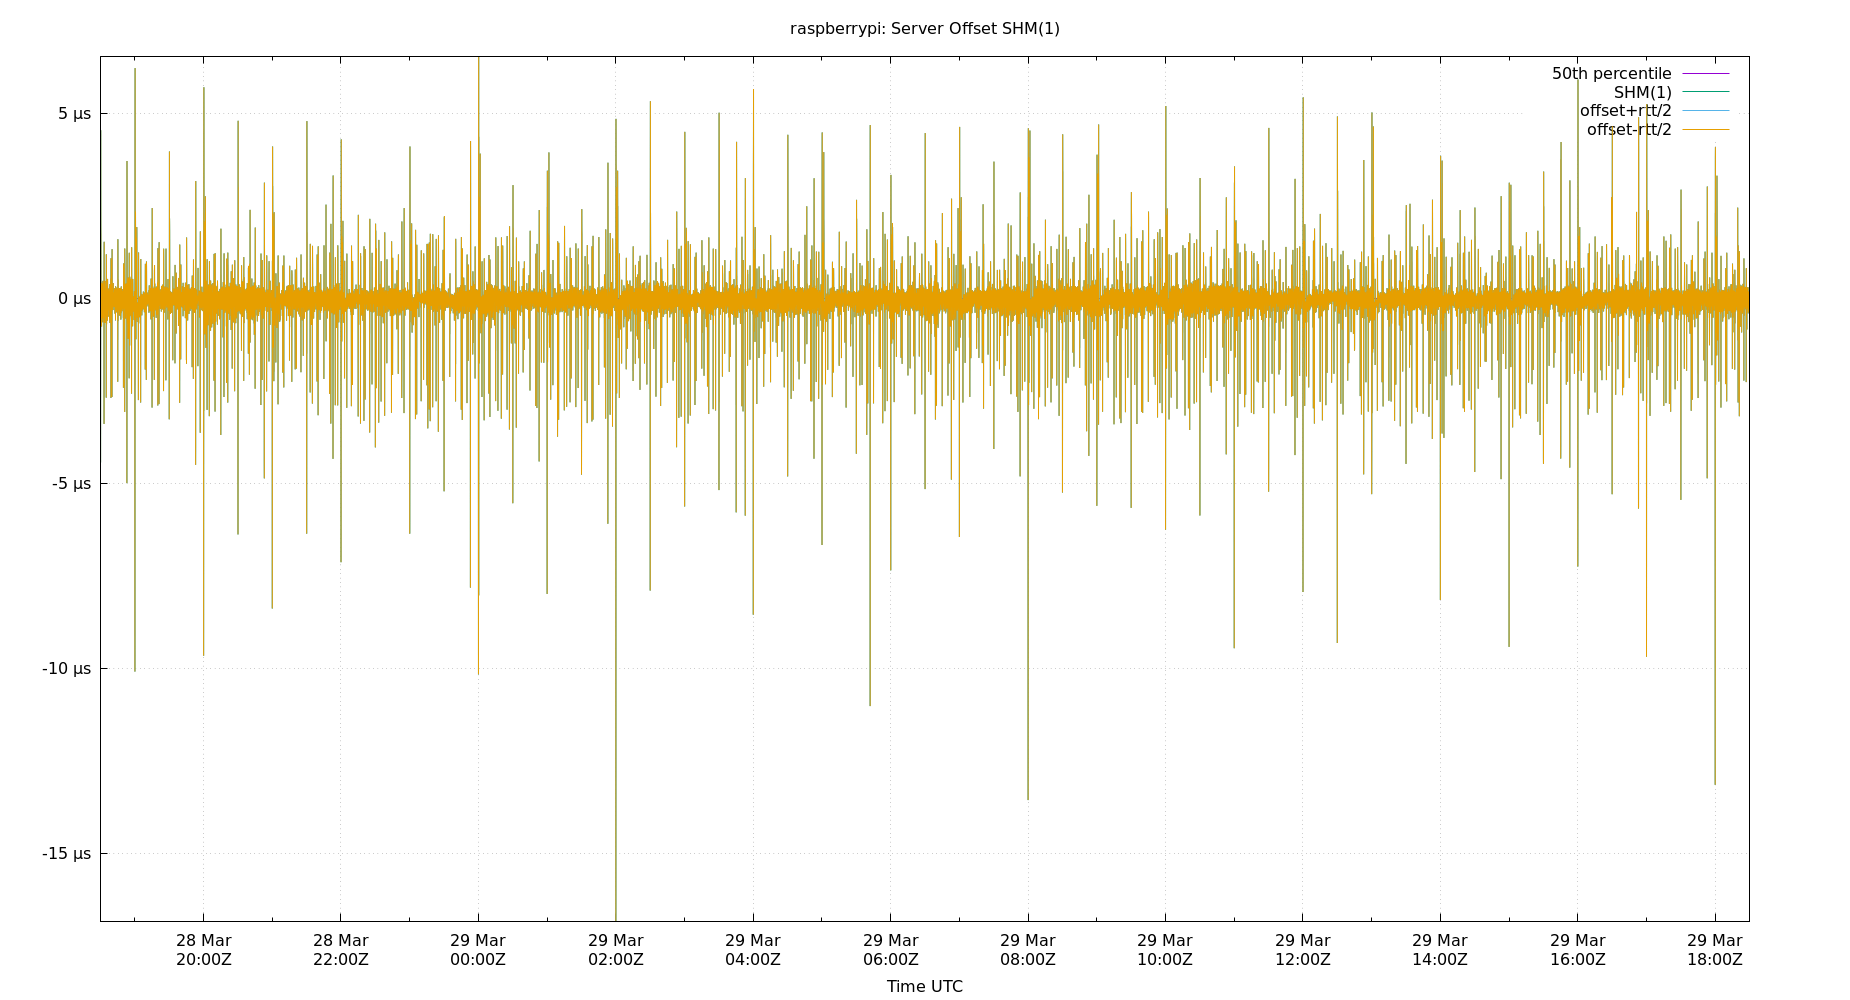 raspberrypi: Server Offset SHM(1)
50th percentile
SHM(1)
offset+rtt/2
offset-rtt/2
5 µs
0 µs
-5 µs
-10 µs
-15 µs
28 Mar 28 Mar 29 Mar 29 Mar 29 Mar 29 Mar 29 Mar 29 Mar 29 Mar 29 Mar 29 Mar 29 Mar
20:00Z 22:00Z 00:00Z 02:00Z 04:00Z 06:00Z 08:00Z 10:00Z 12:00Z 14:00Z 16:00Z 18:00Z
Time UTC